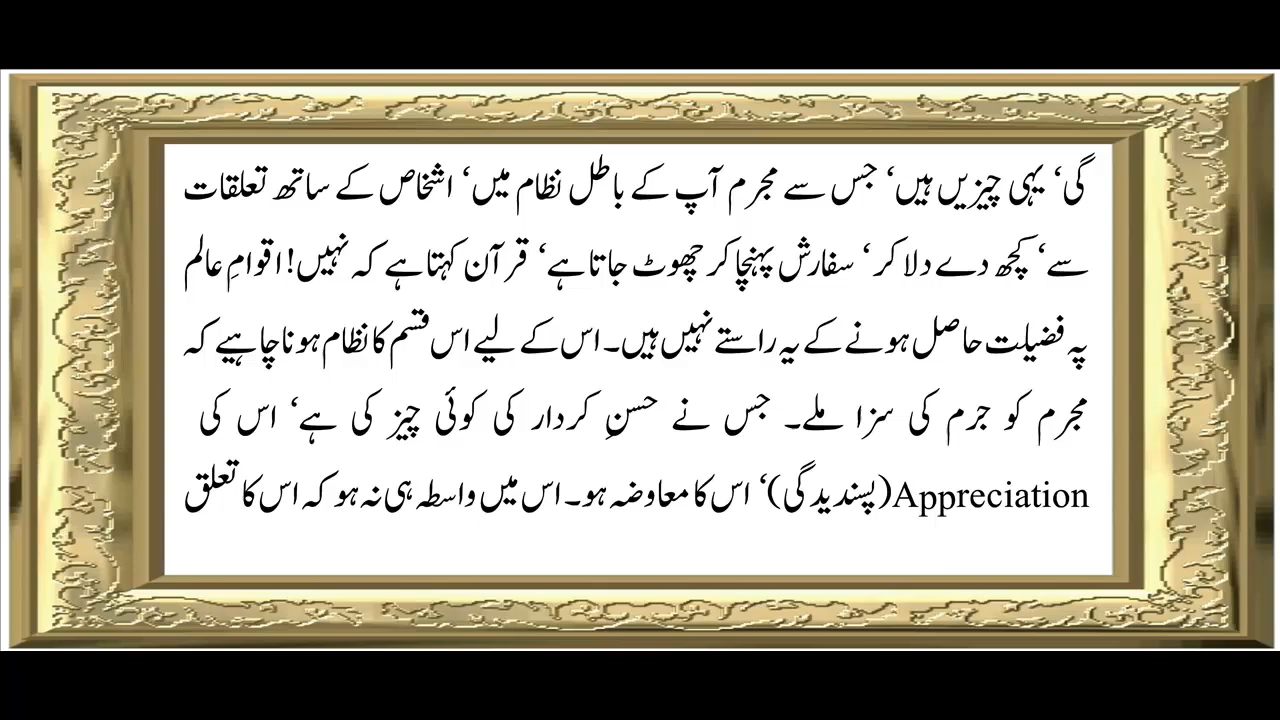 گی‘ یہی چیزیں ہیں‘ جس سے مجرم آپ کے باطل نظام میں‘ اشخاص کے ساتھ تعلقات
سے‘ کچھ دے دلا کر‘ سفارش پہنچا کر چھوٹ جاتا ہے‘ قرآن کہتا ہے کہ نہیں! اقوامِ عالم
پہ فضیلت حاصل ہونے کے یہ راستے نہیں ہیں۔ اس کے لیے اس قسم کا نظام ہونا چاہیے کہ
مجرم کو جرم کی سزا ملے۔ جس نے حسنِ کردار کی کوئی چیز کی ہے‘ اس کی
Appreciation (پسندیدگی)‘ اس کا معاوضہ ہو۔ اس میں واسطہ ہی نہ ہو کہ اس کا تعلق